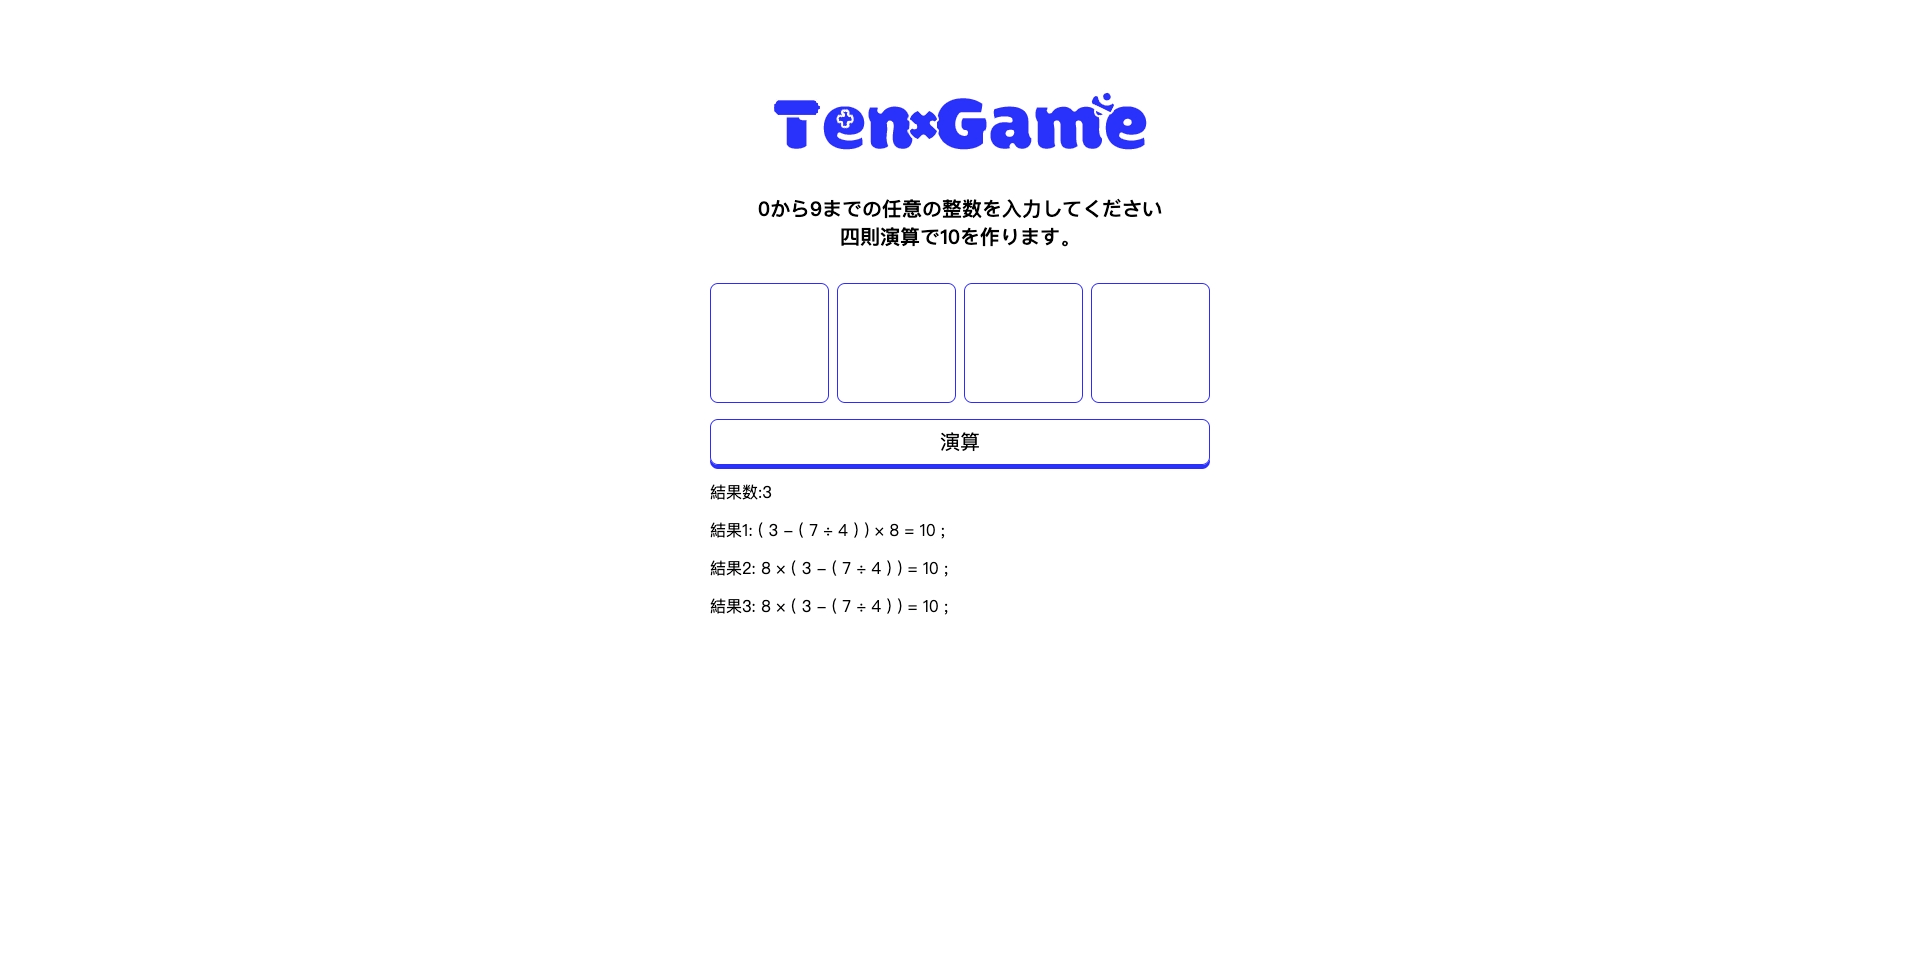 Ten×Game
0から9までの任意の整数を入力してください
四則演算で10を作ります。
演算
結果数:3
結果1: ( 3 − ( 7 ÷ 4 ) ) × 8 = 10 ;
結果2: 8 × ( 3 − ( 7 ÷ 4 ) ) = 10 ;
結果3: 8 × ( 3 − ( 7 ÷ 4 ) ) = 10 ;